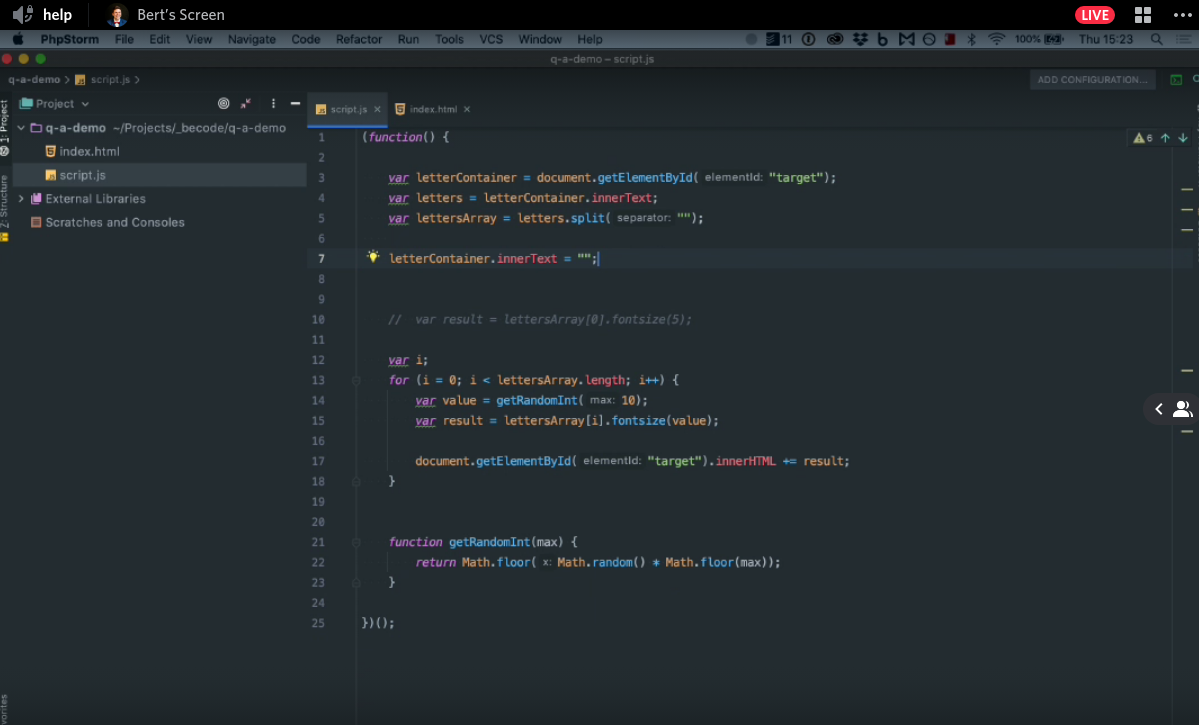 help Bert's Screen LIVE
PhpStorm File Edit View Navigate Code Refactor Run Tools VCS Window Help 11 100% Thu 15:23
q-a-demo – script.js
q-a-demo script.js ADD CONFIGURATION...
1: Project
Z: Structure
Project
q-a-demo ~/Projects/_becode/q-a-demo
index.html
script.js
External Libraries
Scratches and Consoles
script.js index.html
6
1 (function() {
2
3 var letterContainer = document.getElementById( elementId: "target");
4 var letters = letterContainer.innerText;
5 var lettersArray = letters.split( separator: "");
6
7 letterContainer.innerText = "";
8
9
10 // var result = lettersArray[0].fontsize(5);
11
12 var i;
13 for (i = 0; i < lettersArray.length; i++) {
14 var value = getRandomInt( max: 10);
15 var result = lettersArray[i].fontsize(value);
16
17 document.getElementById( elementId: "target").innerHTML += result;
18 }
19
20
21 function getRandomInt(max) {
22 return Math.floor( x: Math.random() * Math.floor(max));
23 }
24
25 })();